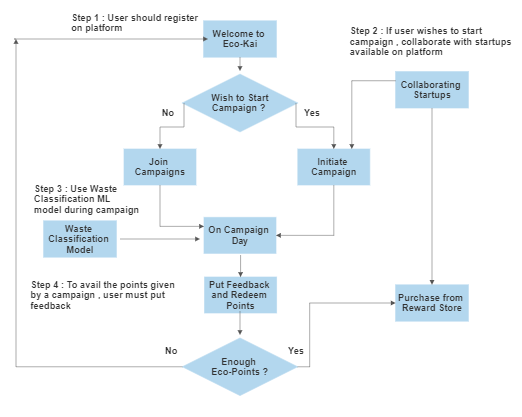 Step 1 : User should register
on platform
Welcome to
Eco-Kai
Step 2 : If user wishes to start
campaign , collaborate with startups
available on platform
Wish to Start
Campaign ?
Collaborating
Startups
No
Yes
Join
Campaigns
Initiate
Campaign
Step 3 : Use Waste
Classification ML
model during campaign
Waste
Classification
Model
On Campaign
Day
Step 4 : To avail the points given
by a campaign , user must put
feedback
Put Feedback
and Redeem
Points
Purchase from
Reward Store
No
Yes
Enough
Eco-Points ?